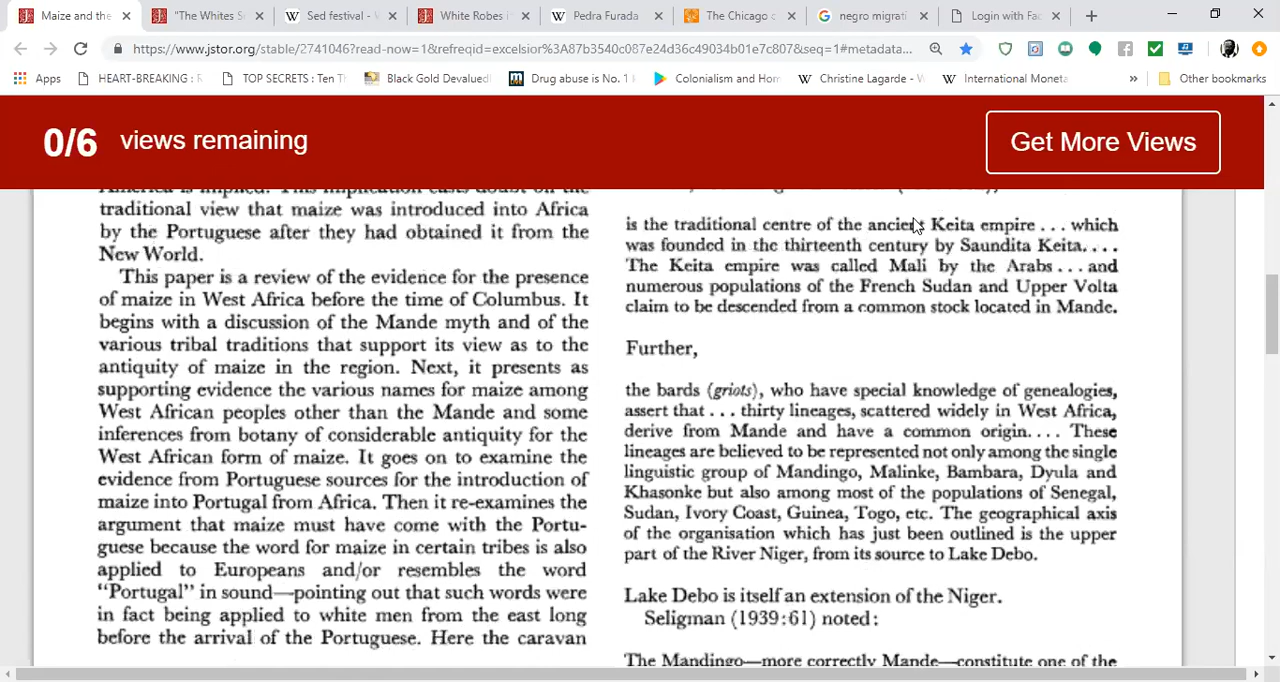 Maize and the
"The Whites S
Sed festival -
White Robes i
Pedra Furada
The Chicago c
negro migrati
Login with Fac
https://www.jstor.org/stable/2741046?read-now=1&refreqid=excelsior%3A87b3540c087e24d36c49034b01e7c807&seq=1#metadata...
Apps
HEART-BREAKING : R
TOP SECRETS : Ten Th
Black Gold Devalued
Drug abuse is No. 1
Colonialism and Hom
Christine Lagarde - W
International Moneta
»
Other bookmarks
0/6 views remaining
Get More Views
America is implied. This implication casts doubt on the
traditional view that maize was introduced into Africa
by the Portuguese after they had obtained it from the
New World.
This paper is a review of the evidence for the presence
of maize in West Africa before the time of Columbus. It
begins with a discussion of the Mande myth and of the
various tribal traditions that support its view as to the
antiquity of maize in the region. Next, it presents as
supporting evidence the various names for maize among
West African peoples other than the Mande and some
inferences from botany of considerable antiquity for the
West African form of maize. It goes on to examine the
evidence from Portuguese sources for the introduction of
maize into Portugal from Africa. Then it re-examines the
argument that maize must have come with the Portu-
guese because the word for maize in certain tribes is also
applied to Europeans and/or resembles the word
"Portugal" in sound—pointing out that such words were
in fact being applied to white men from the east long
before the arrival of the Portuguese. Here the caravan
is the traditional centre of the ancient Keita empire . . . which
was founded in the thirteenth century by Saundita Keita. . . .
The Keita empire was called Mali by the Arabs . . . and
numerous populations of the French Sudan and Upper Volta
claim to be descended from a common stock located in Mande.
Further,
the bards (griots), who have special knowledge of genealogies,
assert that . . . thirty lineages, scattered widely in West Africa,
derive from Mande and have a common origin. . . . These
lineages are believed to be represented not only among the single
linguistic group of Mandingo, Malinke, Bambara, Dyula and
Khasonke but also among most of the populations of Senegal,
Sudan, Ivory Coast, Guinea, Togo, etc. The geographical axis
of the organisation which has just been outlined is the upper
part of the River Niger, from its source to Lake Debo.
Lake Debo is itself an extension of the Niger.
Seligman (1939:61) noted:
The Mandingo—more correctly Mande—constitute one of the